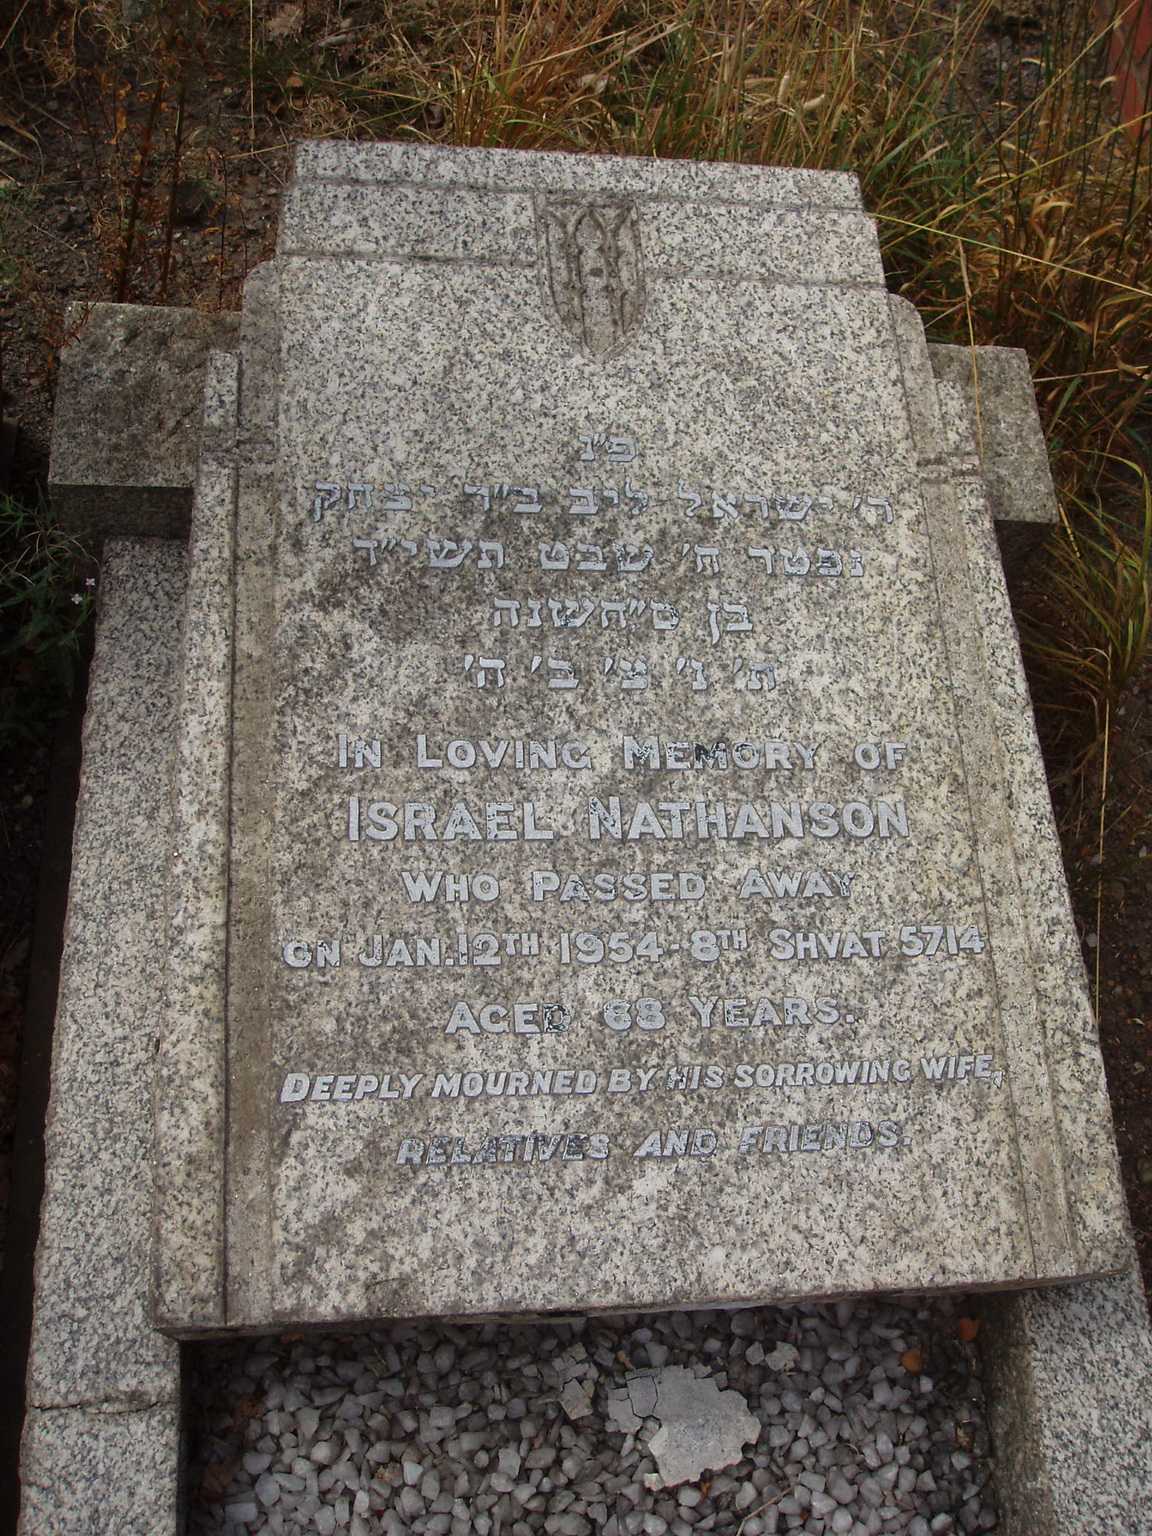 פ״נ
ר׳ ישראל ליב ב״ר יצחק
נפטר ח׳ שבט תשי״ד
בן ס״ח שנה
ת׳ נ׳ צ׳ ב׳ ה׳
IN LOVING MEMORY OF
ISRAEL NATHANSON
WHO PASSED AWAY
ON JAN. 12TH 1954 - 8TH SHVAT 5714
AGED 68 YEARS.
DEEPLY MOURNED BY HIS SORROWING WIFE,
RELATIVES AND FRIENDS.